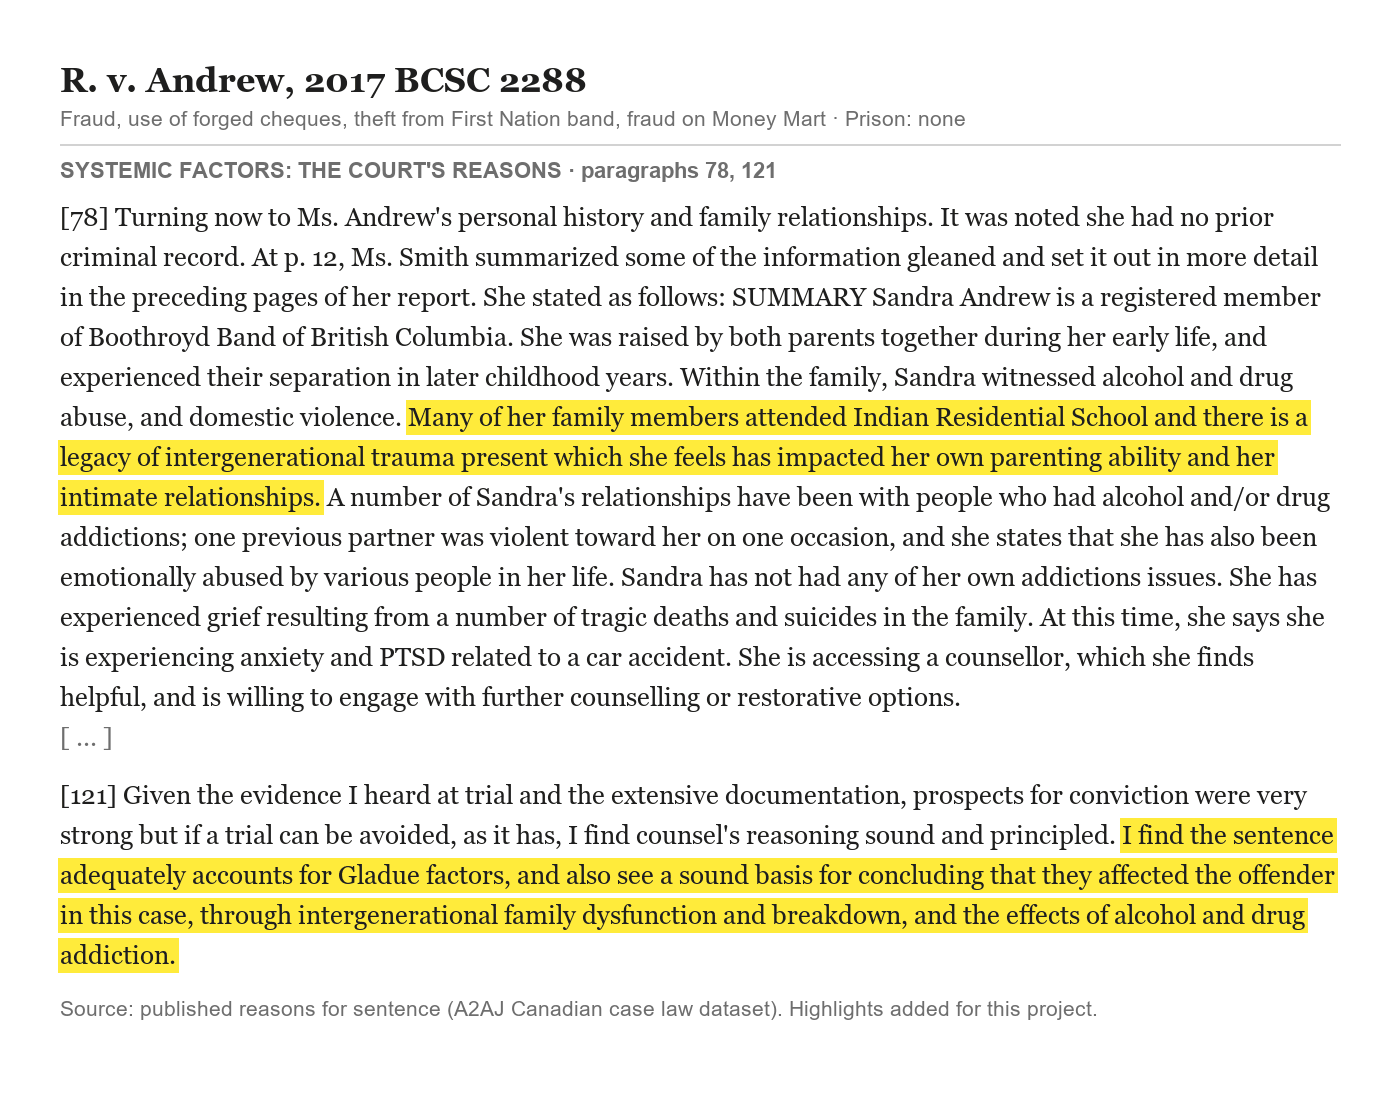 R. v. Andrew, 2017 BCSC 2288
Fraud, use of forged cheques, theft from First Nation band, fraud on Money Mart · Prison: none
SYSTEMIC FACTORS: THE COURT'S REASONS · paragraphs 78, 121
[78] Turning now to Ms. Andrew's personal history and family relationships. It was noted she had no prior
criminal record. At p. 12, Ms. Smith summarized some of the information gleaned and set it out in more detail
in the preceding pages of her report. She stated as follows: SUMMARY Sandra Andrew is a registered member
of Boothroyd Band of British Columbia. She was raised by both parents together during her early life, and
experienced their separation in later childhood years. Within the family, Sandra witnessed alcohol and drug
abuse, and domestic violence. Many of her family members attended Indian Residential School and there is a
legacy of intergenerational trauma present which she feels has impacted her own parenting ability and her
intimate relationships. A number of Sandra's relationships have been with people who had alcohol and/or drug
addictions; one previous partner was violent toward her on one occasion, and she states that she has also been
emotionally abused by various people in her life. Sandra has not had any of her own addictions issues. She has
experienced grief resulting from a number of tragic deaths and suicides in the family. At this time, she says she
is experiencing anxiety and PTSD related to a car accident. She is accessing a counsellor, which she finds
helpful, and is willing to engage with further counselling or restorative options.
[ ... ]
[121] Given the evidence I heard at trial and the extensive documentation, prospects for conviction were very
strong but if a trial can be avoided, as it has, I find counsel's reasoning sound and principled. I find the sentence
adequately accounts for Gladue factors, and also see a sound basis for concluding that they affected the offender
in this case, through intergenerational family dysfunction and breakdown, and the effects of alcohol and drug
addiction.
Source: published reasons for sentence (A2AJ Canadian case law dataset). Highlights added for this project.